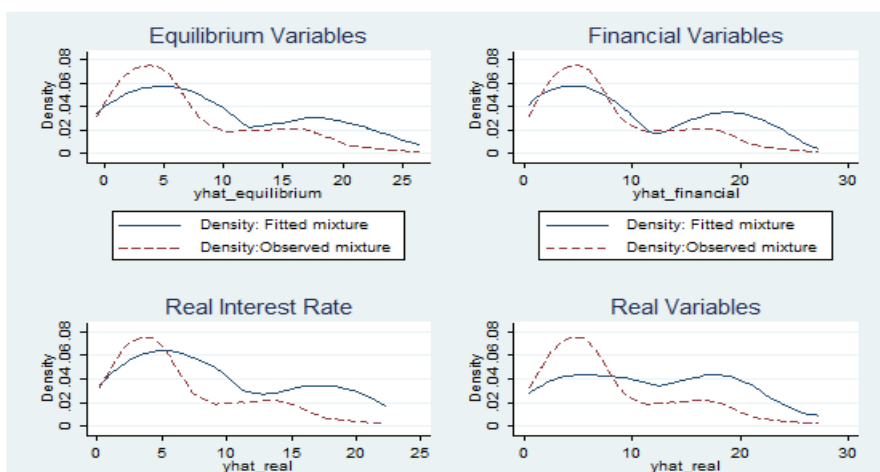 Equilibrium Variables
Density
0 .02 .04 .06 .08
0 5 10 15 20 25
yhat_equilibrium
Density: Fitted mixture
Density:Observed mixture
Financial Variables
Density
0 .02 .04 .06 .08
0 10 20 30
yhat_financial
Density: Fitted mixture
Density:Observed mixture
Real Interest Rate
Density
0 .02 .04 .06 .08
0 5 10 15 20 25
yhat_real
Real Variables
Density
0 .02 .04 .06 .08
0 10 20 30
yhat_real